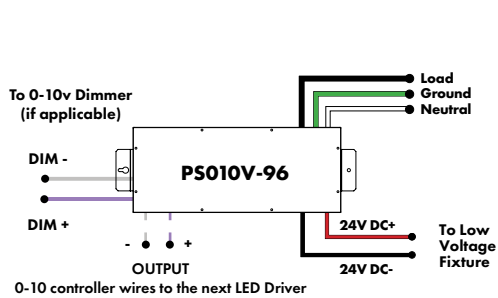 Load
Ground
Neutral
To 0-10v Dimmer
(if applicable)
DIM -
PS010V-96
DIM +
24V DC+
To Low
Voltage
Fixture
- +
24V DC-
OUTPUT
0-10 controller wires to the next LED Driver